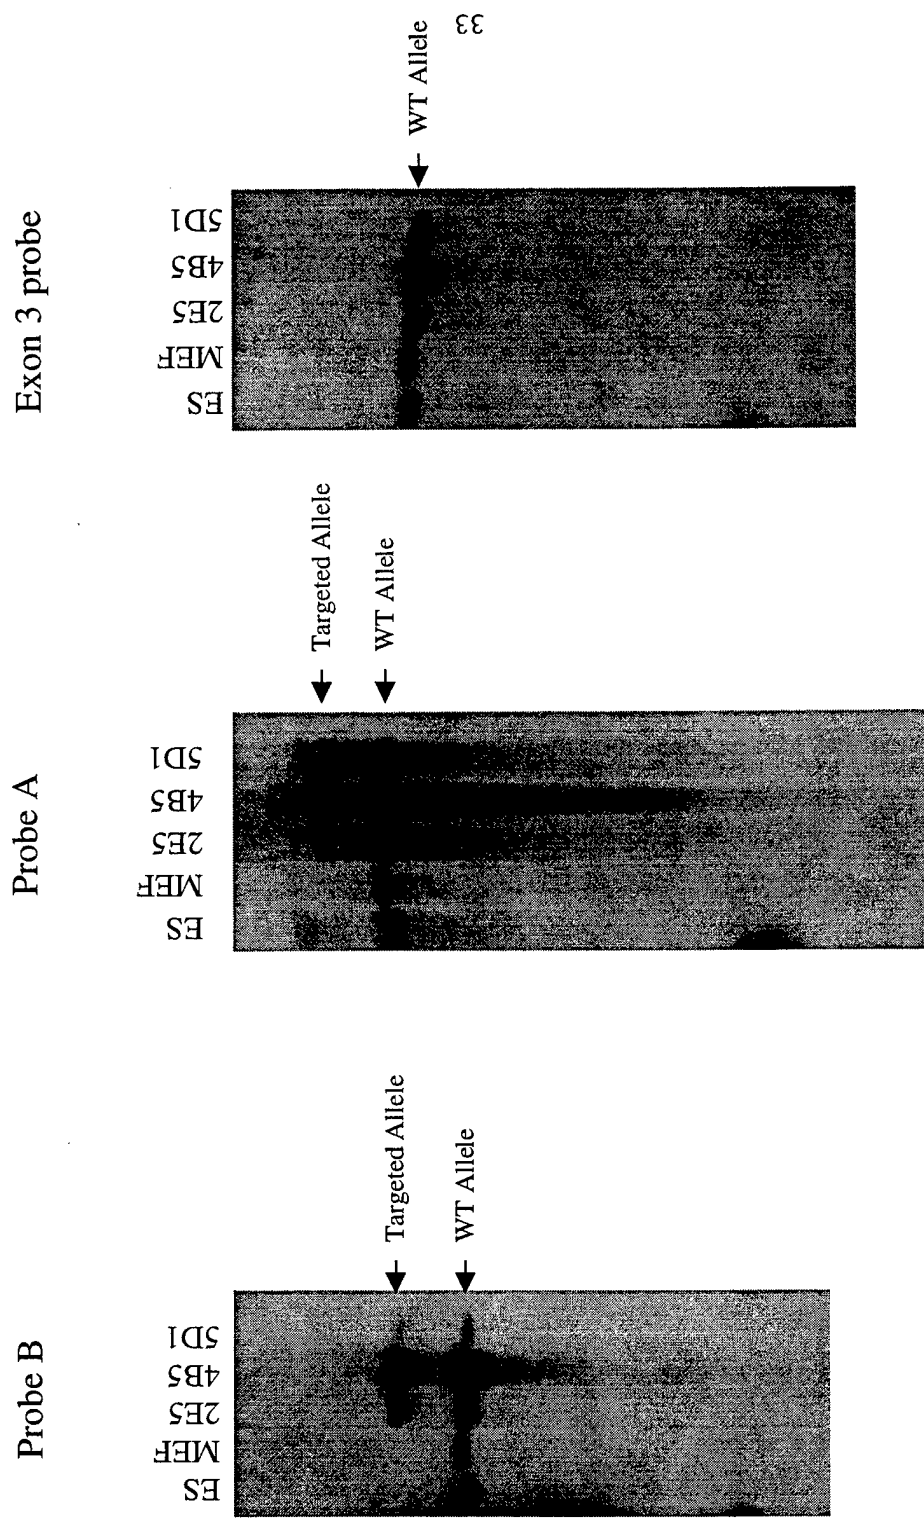 Probe B
ES
MEF
2E5
4B5
5D1
Targeted Allele
WT Allele
Probe A
ES
MEF
2E5
4B5
5D1
Targeted Allele
WT Allele
Exon 3 probe
ES
MEF
2E5
4B5
5D1
WT Allele
33